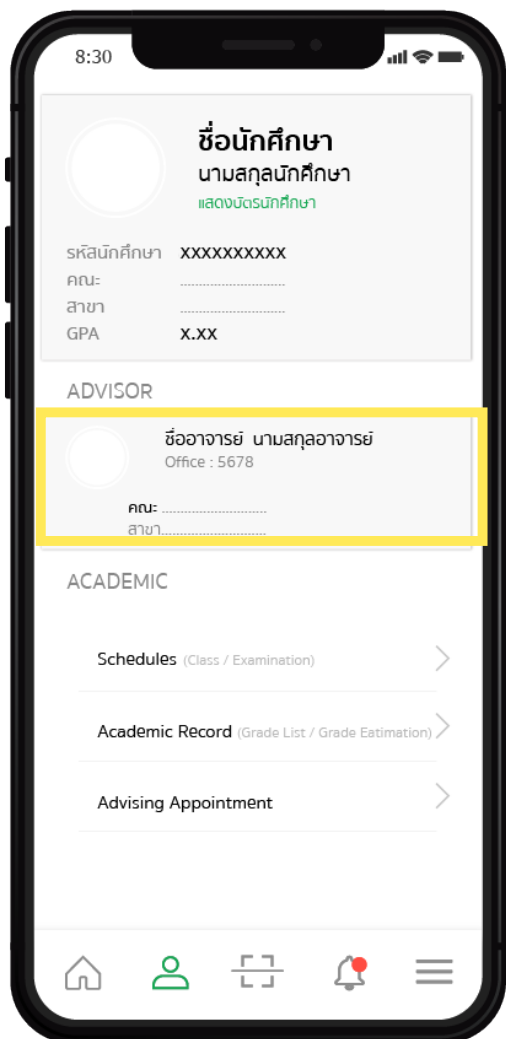 8:30
ชื่อนักศึกษา
นามสกุลนักศึกษา
แสดงบัตรนักศึกษา
รหัสนักศึกษา xxxxxxxxxx
คณะ ..............................
สาขา ..............................
GPA x.xx
ADVISOR
ชื่ออาจารย์ นามสกุลอาจารย์
Office : 5678
คณะ ..............................
สาขา..............................
ACADEMIC
Schedules (Class / Examination)
Academic Record (Grade List / Grade Eatimation)
Advising Appointment